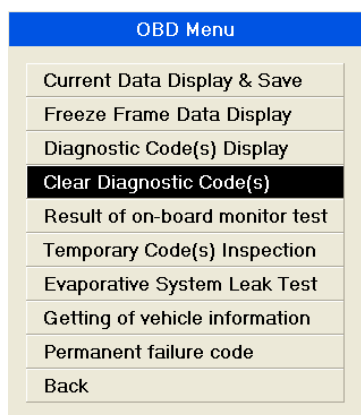 OBD Menu
Current Data Display & Save
Freeze Frame Data Display
Diagnostic Code(s) Display
Clear Diagnostic Code(s)
Result of on-board monitor test
Temporary Code(s) Inspection
Evaporative System Leak Test
Getting of vehicle information
Permanent failure code
Back